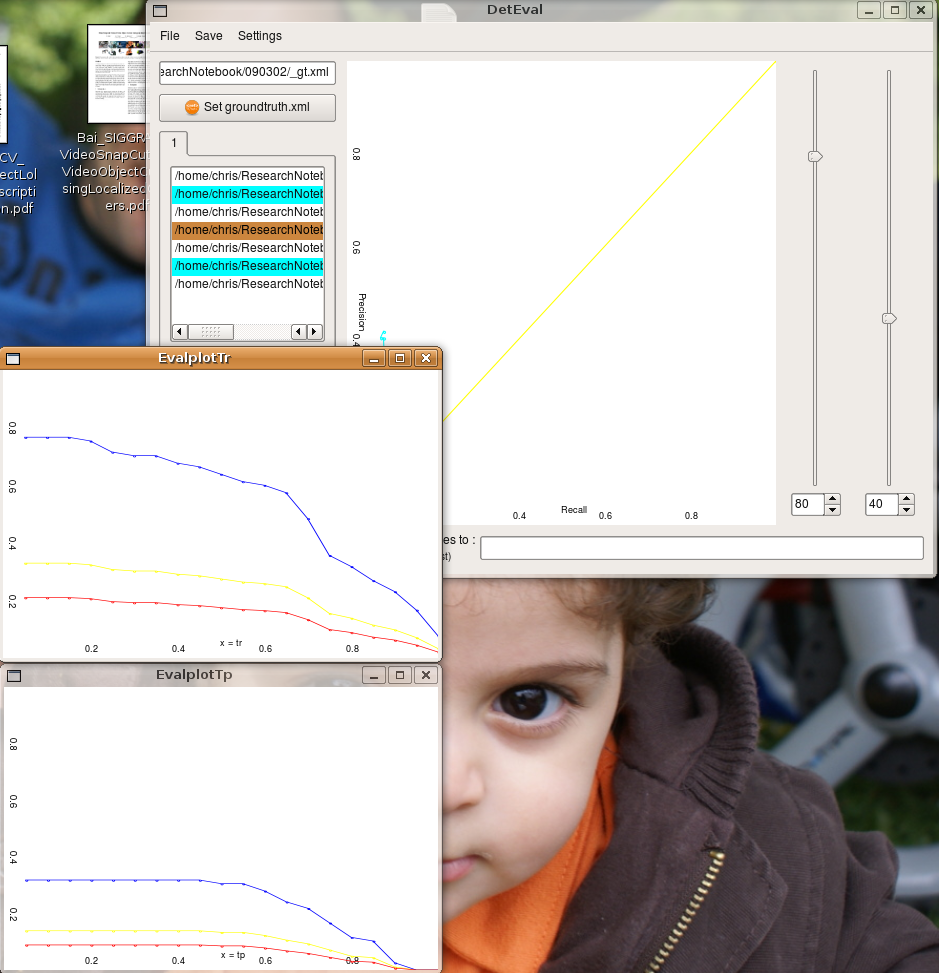 DetEval
File Save Settings
earchNotebook/090302/_gt.xml
Set groundtruth.xml
1
/home/chris/ResearchNoteb
/home/chris/ResearchNoteb
/home/chris/ResearchNoteb
/home/chris/ResearchNoteb
/home/chris/ResearchNoteb
/home/chris/ResearchNoteb
/home/chris/ResearchNoteb
0.8
0.6
Precision
0.4
Recall
0.4 0.6 0.8
80 40
es to :
st)
CV_
ectLol
scripti
n.pdf
Bai_SIGGRA
VideoSnapCut
VideoObjectC
singLocalized
ers.pdf
EvalplotTr
0.8
0.6
0.4
0.2
x = tr
0.2 0.4 0.6 0.8
EvalplotTp
0.8
0.6
0.4
0.2
x = tp
0.2 0.4 0.6 0.8